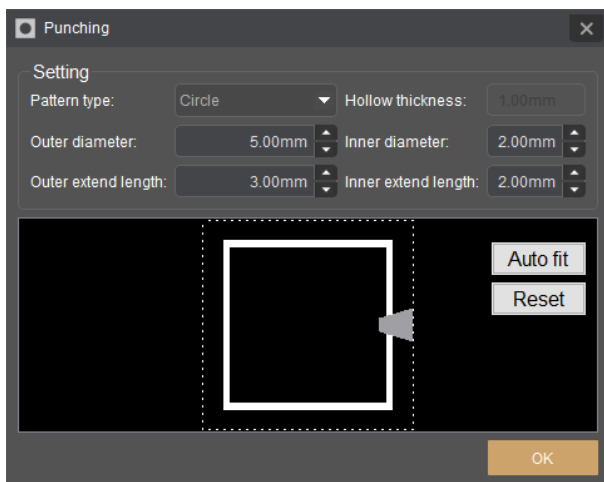 Punching
Setting
Pattern type: Circle Hollow thickness: 1.00mm
Outer diameter: 5.00mm Inner diameter: 2.00mm
Outer extend length: 3.00mm Inner extend length: 2.00mm
Auto fit
Reset
OK